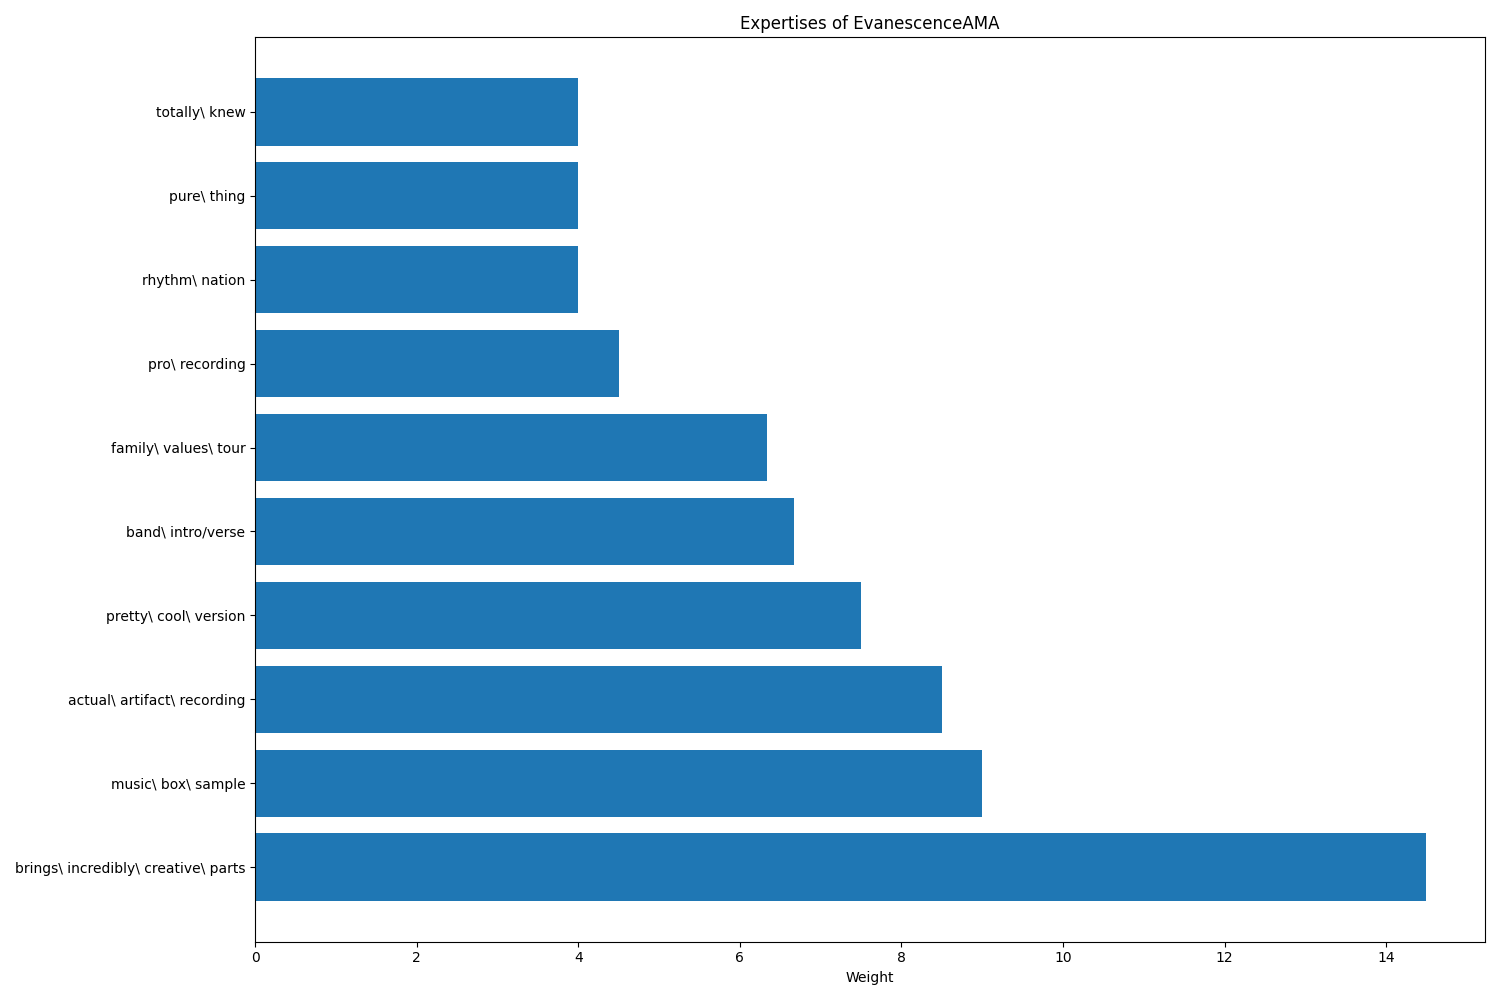 Expertises of EvanescenceAMA
totally\ knew
pure\ thing
rhythm\ nation
pro\ recording
family\ values\ tour
band\ intro/verse
pretty\ cool\ version
actual\ artifact\ recording
music\ box\ sample
brings\ incredibly\ creative\ parts
0 2 4 6 8 10 12 14
Weight